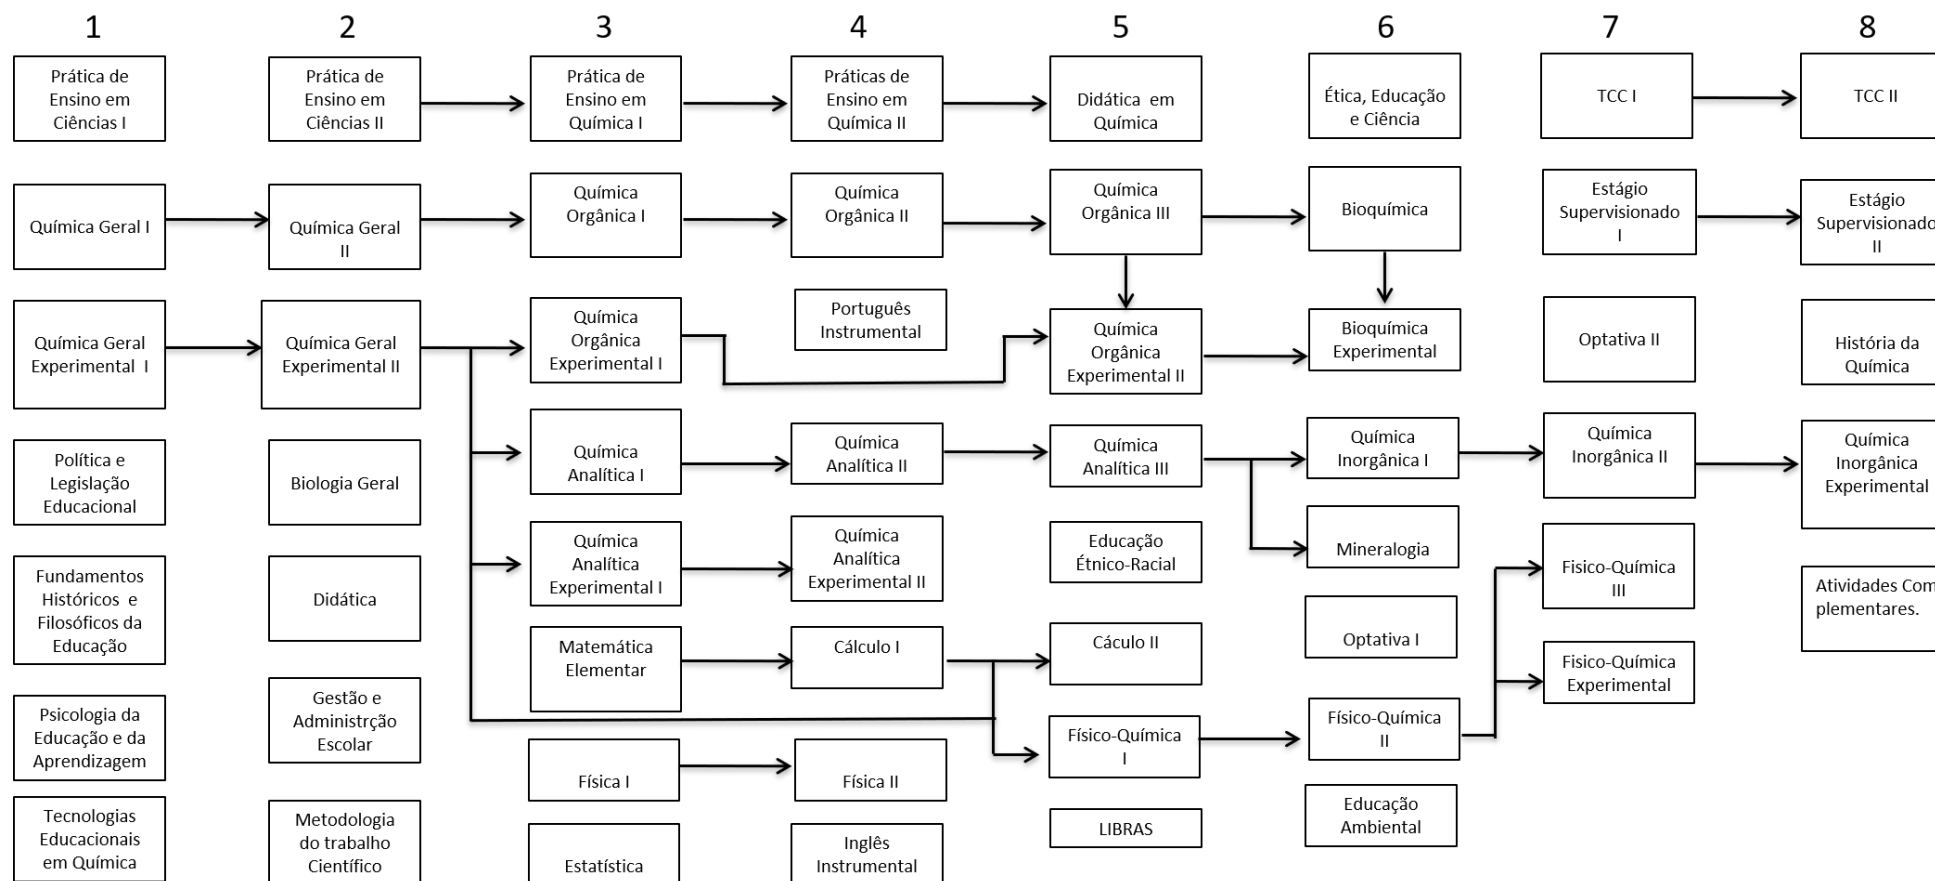 1
2
3
4
5
6
7
8
Prática de
Ensino em
Ciências I
Prática de
Ensino em
Ciências II
Prática de
Ensino em
Química I
Práticas de
Ensino em
Química II
Didática em
Química
Ética, Educação
e Ciência
TCC I
TCC II
Química Geral I
Química Geral
II
Química
Orgânica I
Química
Orgânica II
Química
Orgânica III
Bioquímica
Estágio
Supervisionado
I
Estágio
Supervisionado
II
Química Geral
Experimental I
Química Geral
Experimental II
Química
Orgânica
Experimental I
Português
Instrumental
Química
Orgânica
Experimental II
Bioquímica
Experimental
Optativa II
História da
Química
Política e
Legislação
Educacional
Biologia Geral
Química
Analítica I
Química
Analítica II
Química
Analítica III
Química
Inorgânica I
Química
Inorgânica II
Química
Inorgânica
Experimental
Fundamentos
Históricos e
Filosóficos da
Educação
Didática
Química
Analítica
Experimental I
Química
Analítica
Experimental II
Educação
Étnico-Racial
Mineralogia
Fisico-Química
III
Atividades Com
plementares.
Matemática
Elementar
Cálculo I
Cáculo II
Optativa I
Fisico-Química
Experimental
Psicologia da
Educação e da
Aprendizagem
Gestão e
Administrção
Escolar
Física I
Física II
Físico-Química
I
Físico-Química
II
Tecnologias
Educacionais
em Química
Metodologia
do trabalho
Científico
Estatística
Inglês
Instrumental
LIBRAS
Educação
Ambiental